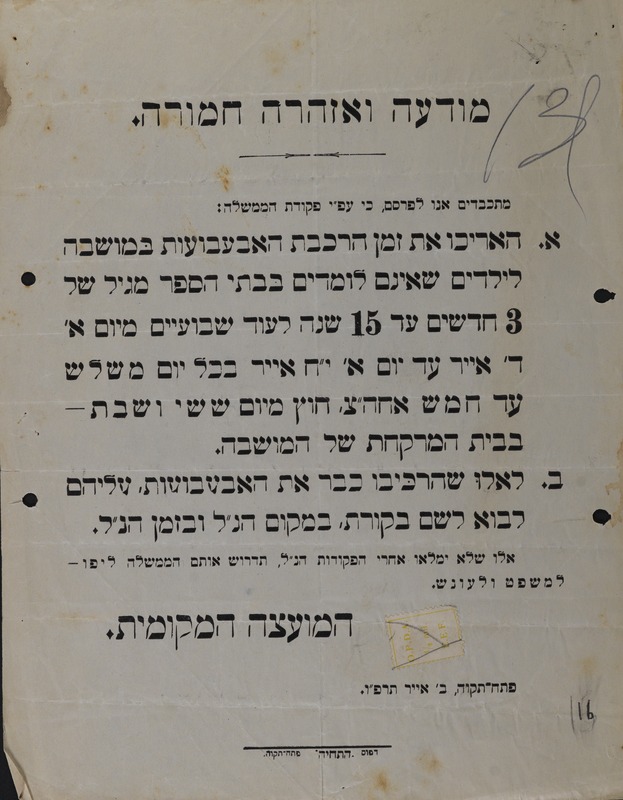 מודעה ואזהרה חמורה.
מתכבדים אנו לפרסם, כי עפ״י פקודת הממשלה:
א. האריכו את זמן הרכבת האבעבועות במושבה
לילדים שאינם לומדים בבתי הספר מגיל של
3 חדשים עד 15 שנה לעוד שבועיים מיום א׳
ד׳ אייר עד יום א׳ י״ח אייר בכל יום משלש
עד חמש אחה״צ, חוץ מיום ששי ושבת —
בבית המרקחת של המושבה.
ב. לאלו שהרכיבו כבר את האבעבועות, עליהם
לבוא לשם בקורת, במקום הנ״ל ובזמן הנ״ל.
אלו שלא ימלאו אחרי הפקודות הנ״ל, תדרוש אותם הממשלה ליפו —
למשפט ולעונש.
המועצה המקומית.
פתח־תקוה, ב׳ אייר תרפ״ו.
16
דפוס „התחיה" פתח־תקוה.